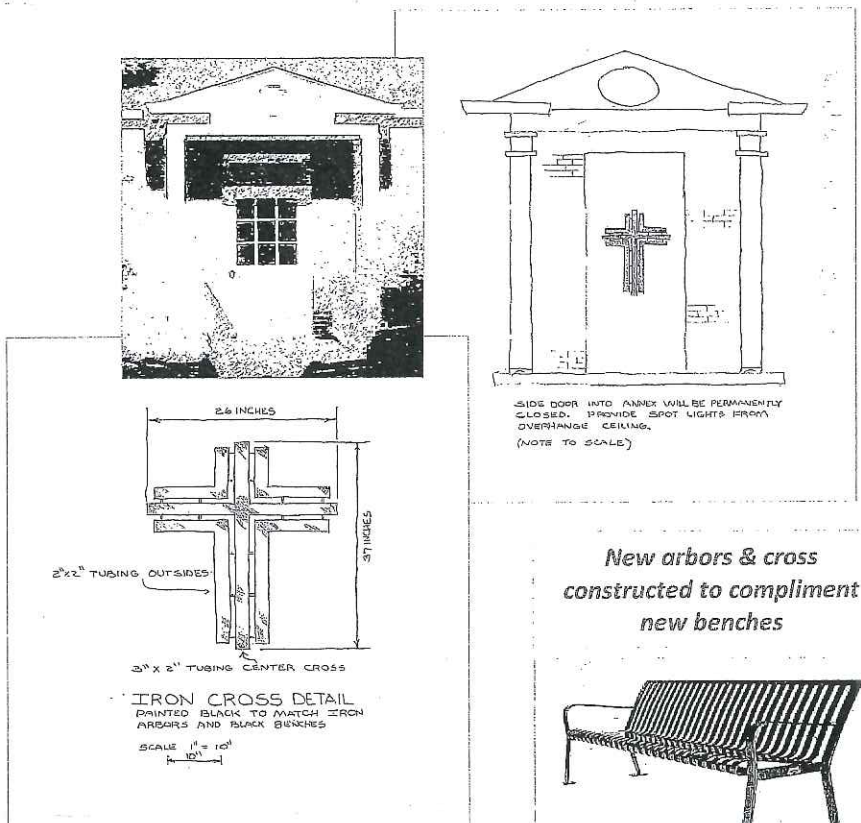 SIDE DOOR INTO ANNEX WILL BE PERMANENTLY
CLOSED. PROVIDE SPOT LIGHTS FROM
OVERHANGE CEILING.
(NOTE TO SCALE)
26 INCHES
37 INCHES
2"x2" TUBING OUTSIDES
3" X 2" TUBING CENTER CROSS
IRON CROSS DETAIL
PAINTED BLACK TO MATCH IRON
ARBORS AND BLACK BENCHES
SCALE 1" = 10"
10"
New arbors & cross
constructed to compliment
new benches